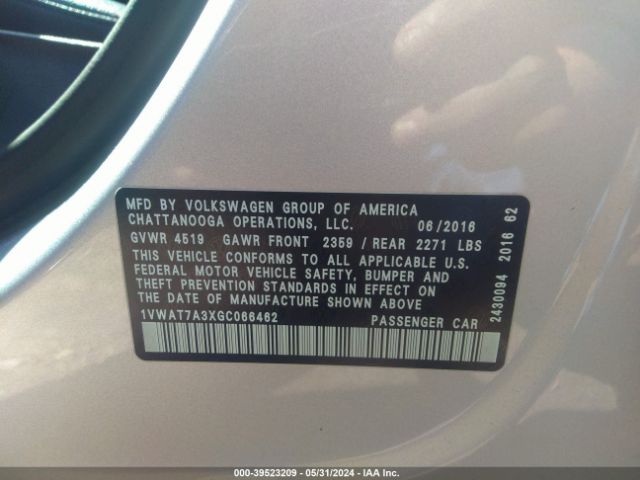 MFD BY VOLKSWAGEN GROUP OF AMERICA
CHATTANOOGA OPERATIONS, LLC. 06/2016
GVWR 4519 GAWR FRONT 2359 / REAR 2271 LBS
THIS VEHICLE CONFORMS TO ALL APPLICABLE U.S.
FEDERAL MOTOR VEHICLE SAFETY, BUMPER AND
THEFT PREVENTION STANDARDS IN EFFECT ON THE
DATE OF MANUFACTURE SHOWN ABOVE
1VWAT7A3XGC066462 PASSENGER CAR
2430094 2016 62
000-39523209 - 05/31/2024 - IAA Inc.